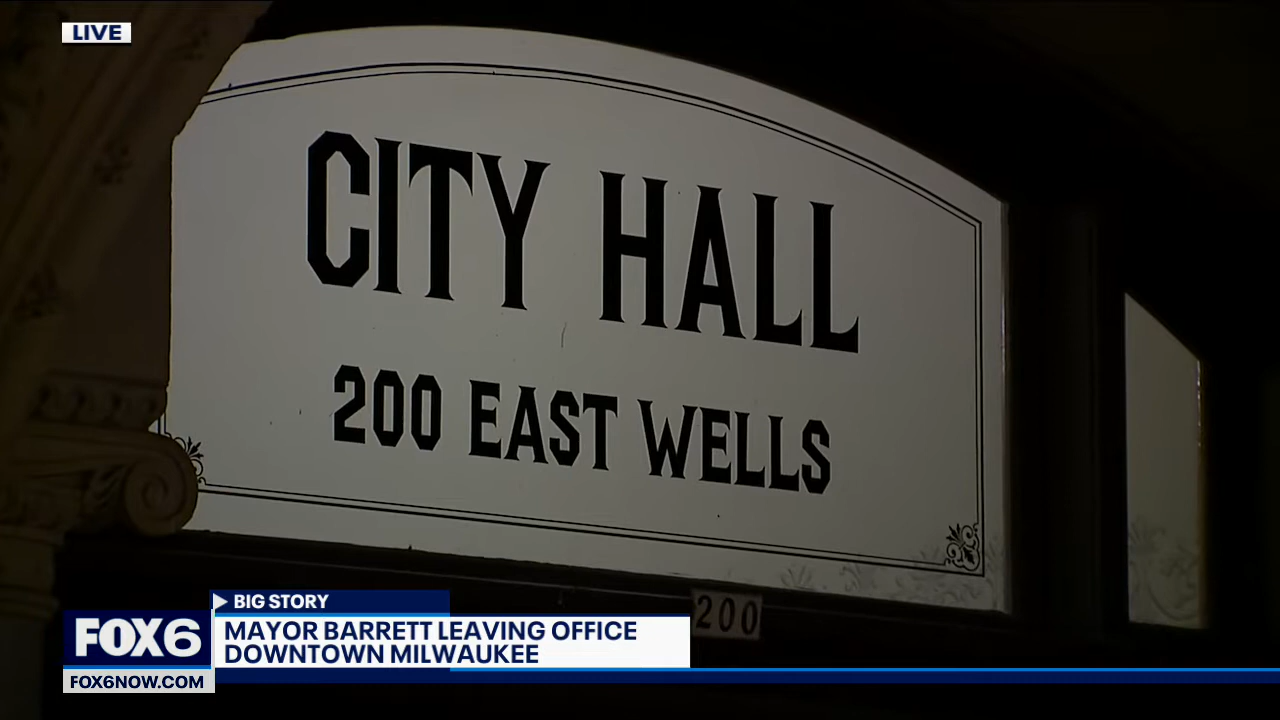 LIVE
CITY HALL
200 EAST WELLS
200
BIG STORY
MAYOR BARRETT LEAVING OFFICE
DOWNTOWN MILWAUKEE
FOX6
FOX6NOW.COM